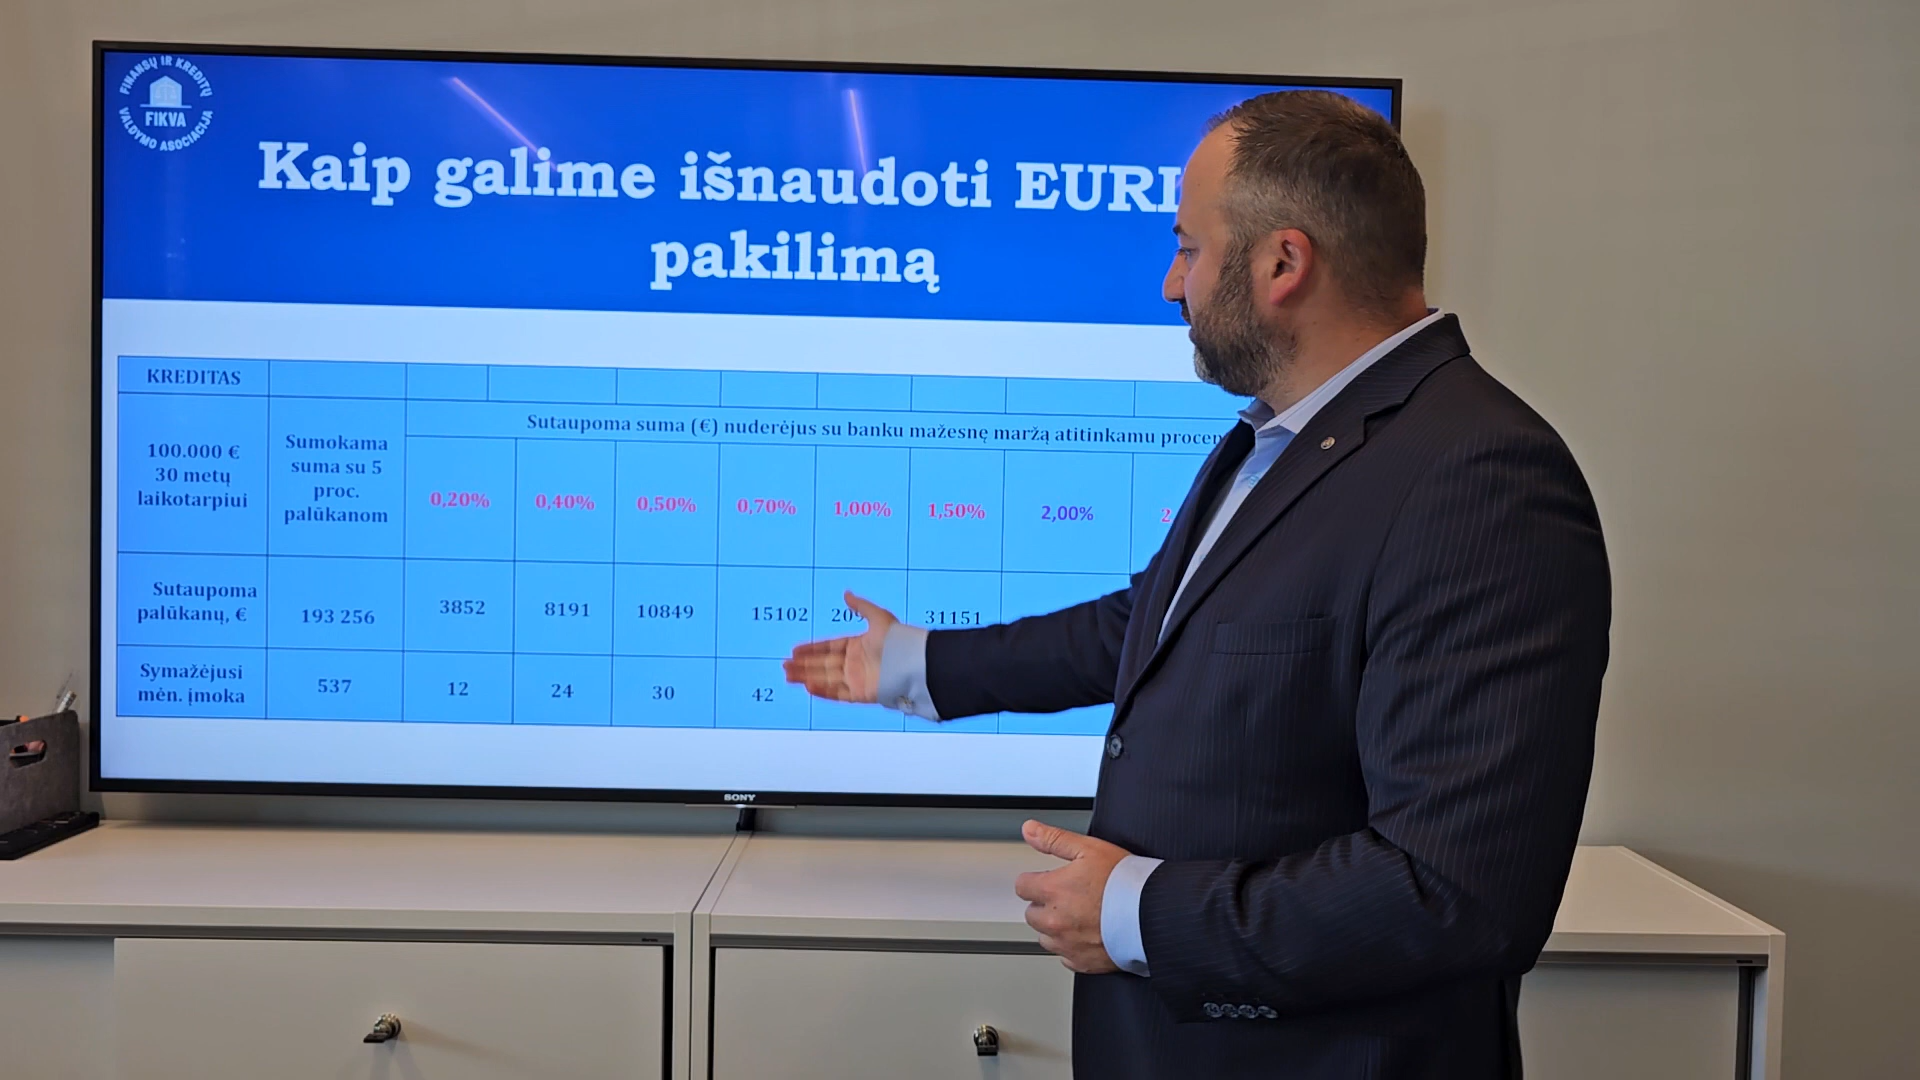 FINANSŲ IR KREDITŲ
FIKVA
VALDYMO ASOCIACIJA
Kaip galime išnaudoti
pakilimą
KREDITAS
Sutaupoma suma (€) nuderėjus su banku mažesnę maržą atitinkamu
100.000 €
30 metų
laikotarpiui
Sumokama
suma su 5
proc.
palūkanom
0,20% 0,40% 0,50% 0,70% 1,00% 1,50% 2,00%
Sutaupoma
palūkanų, €
193 256 3852 8191 10849 15102 31151
Symažėjusi
mėn. įmoka
537 12 24 30 42
SONY